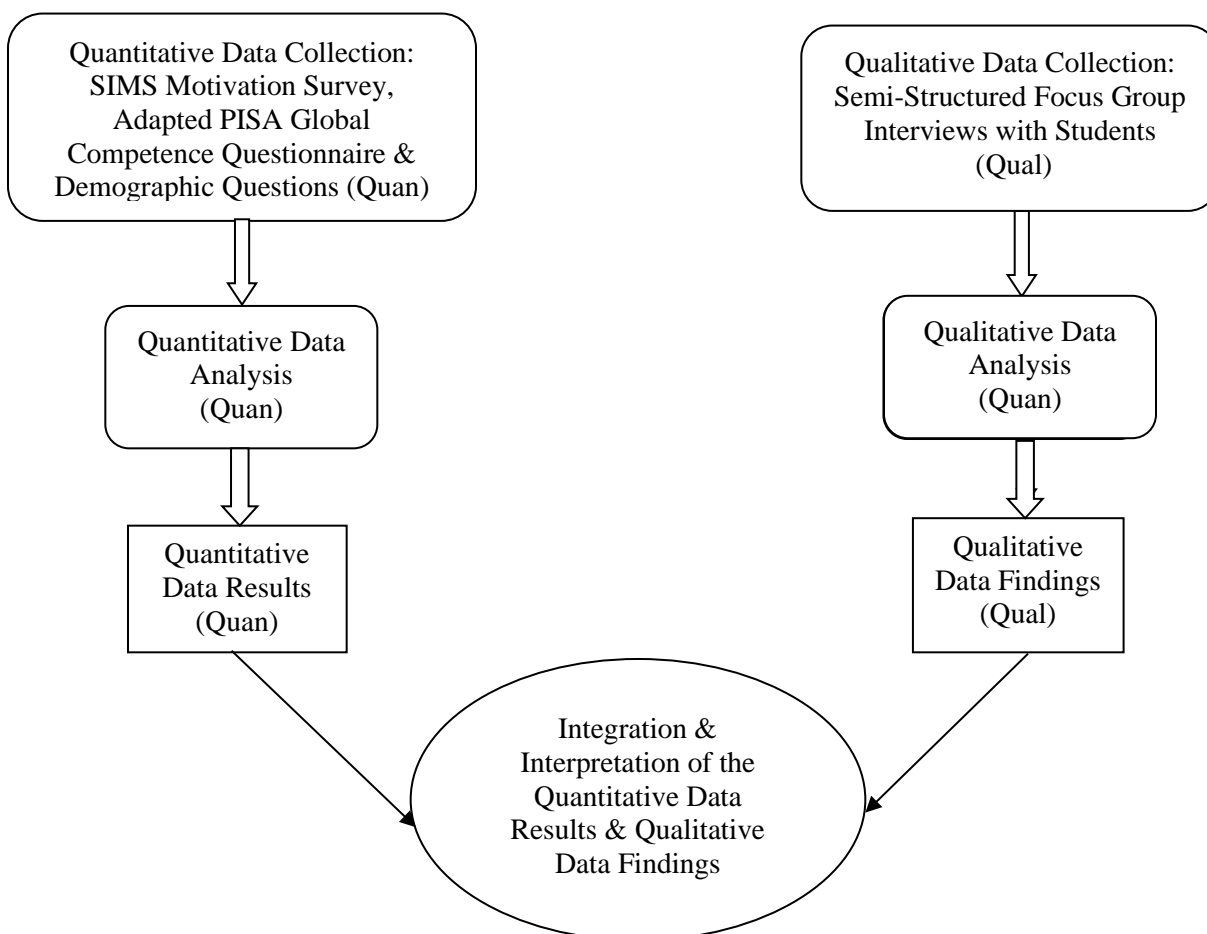 Quantitative Data Collection:
SIMS Motivation Survey,
Adapted PISA Global
Competence Questionnaire &
Demographic Questions (Quan)
Quantitative Data
Analysis
(Quan)
Quantitative
Data Results
(Quan)
Qualitative Data Collection:
Semi-Structured Focus Group
Interviews with Students
(Qual)
Qualitative Data
Analysis
(Quan)
Qualitative
Data Findings
(Qual)
Integration &
Interpretation of the
Quantitative Data
Results & Qualitative
Data Findings